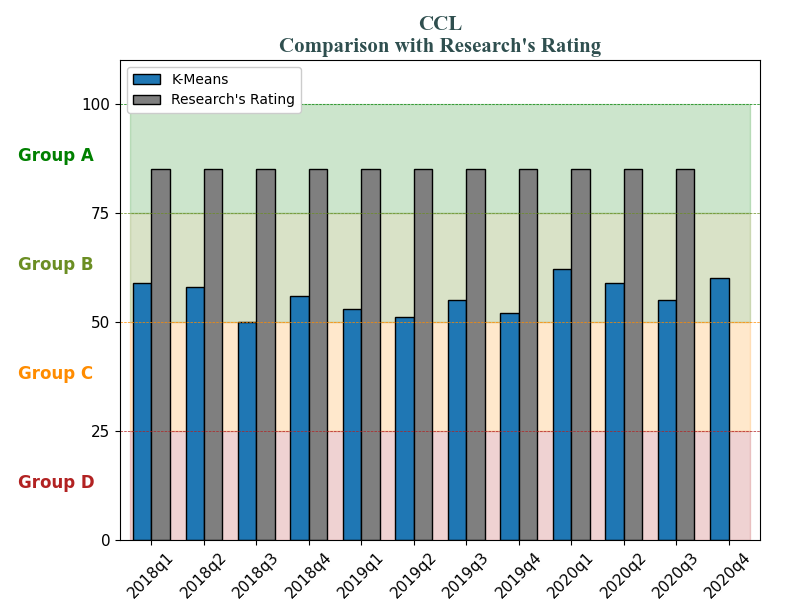 CCL
Comparison with Research's Rating
K-Means
Research's Rating
100
Group A
75
Group B
50
Group C
25
Group D
0
2018q1
2018q2
2018q3
2018q4
2019q1
2019q2
2019q3
2019q4
2020q1
2020q2
2020q3
2020q4